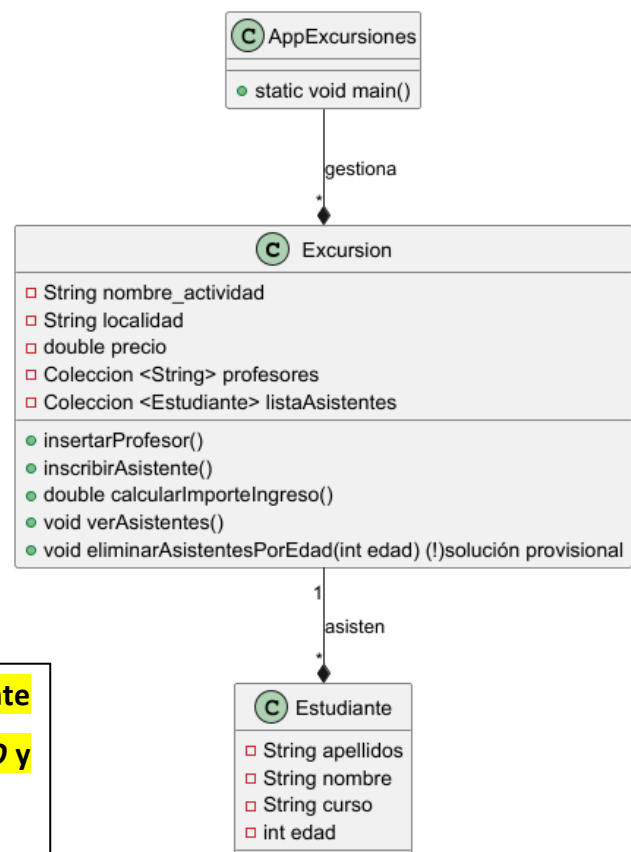 C AppExcursiones
static void main()
gestiona
*
C Excursion
String nombre_actividad
String localidad
double precio
Coleccion <String> profesores
Coleccion <Estudiante> listaAsistentes
insertarProfesor()
inscribirAsistente()
double calcularImporteIngreso()
void verAsistentes()
void eliminarAsistentesPorEdad(int edad) (!)solución provisional
1
asisten
*
C Estudiante
String apellidos
String nombre
String curso
int edad
y